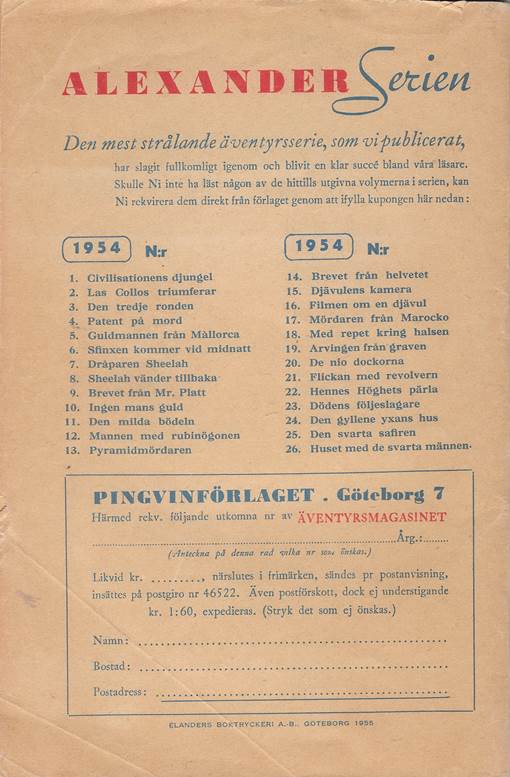 ALEXANDER Serien
Den mest strålande äventyrsserie, som vi publicerat,
har slagit fullkomligt igenom och blivit en klar succé bland våra läsare.
Skulle Ni inte ha läst någon av de hittills utgivna volymerna i serien, kan
Ni rekvirera dem direkt från förlaget genom att ifylla kupongen här nedan:
1954 N:r
1. Civilisationens djungel
2. Las Collos triumferar
3. Den tredje ronden
4. Patent på mord
5. Guldmannen från Mallorca
6. Sfinxen kommer vid midnatt
7. Dråparen Sheelah
8. Sheelah vänder tillbaka
9. Brevet från Mr. Platt
10. Ingen mans guld
11. Den milda bödeln
12. Mannen med rubinögonen
13. Pyramidmördaren
1954 N:r
14. Brevet från helvetet
15. Djävulens kamera
16. Filmen om en djävul
17. Mördaren från Marocko
18. Med repet kring halsen
19. Arvingen från graven
20. De nio dockorna
21. Flickan med revolvern
22. Hennes Höghets pärla
23. Dödens följeslagare
24. Den gyllene yxans hus
25. Den svarta safiren
26. Huset med de svarta männen
PINGVINFÖRLAGET . Göteborg 7
Härmed rekv. följande utkomna nr av ÄVENTYRSMAGASINET
Årg.:
(Anteckna på denna rad vilka nr som önskas.)
Likvid kr. ........., närslutes i frimärken, sändes pr postanvisning,
insättes på postgiro nr 46522. Även postförskott, dock ej understigande
kr. 1:60, expedieras. (Stryk det som ej önskas.)
Namn:
Bostad:
Postadress:
ELANDERS BOKTRYCKERI A.-B., GÖTEBORG 1955